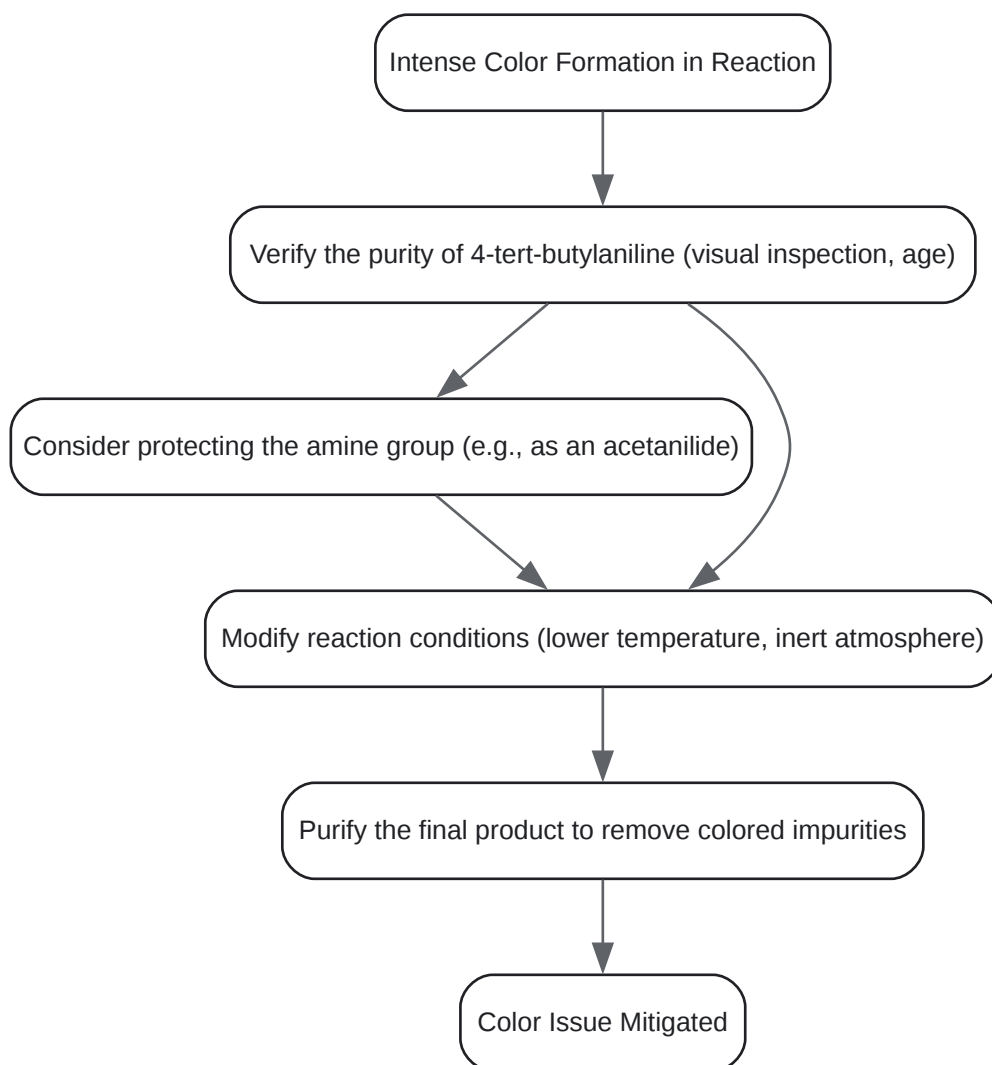 Intense Color Formation in Reaction
Verify the purity of 4-tert-butylaniline (visual inspection, age)
Consider protecting the amine group (e.g., as an acetanilide)
Modify reaction conditions (lower temperature, inert atmosphere)
Purify the final product to remove colored impurities
Color Issue Mitigated